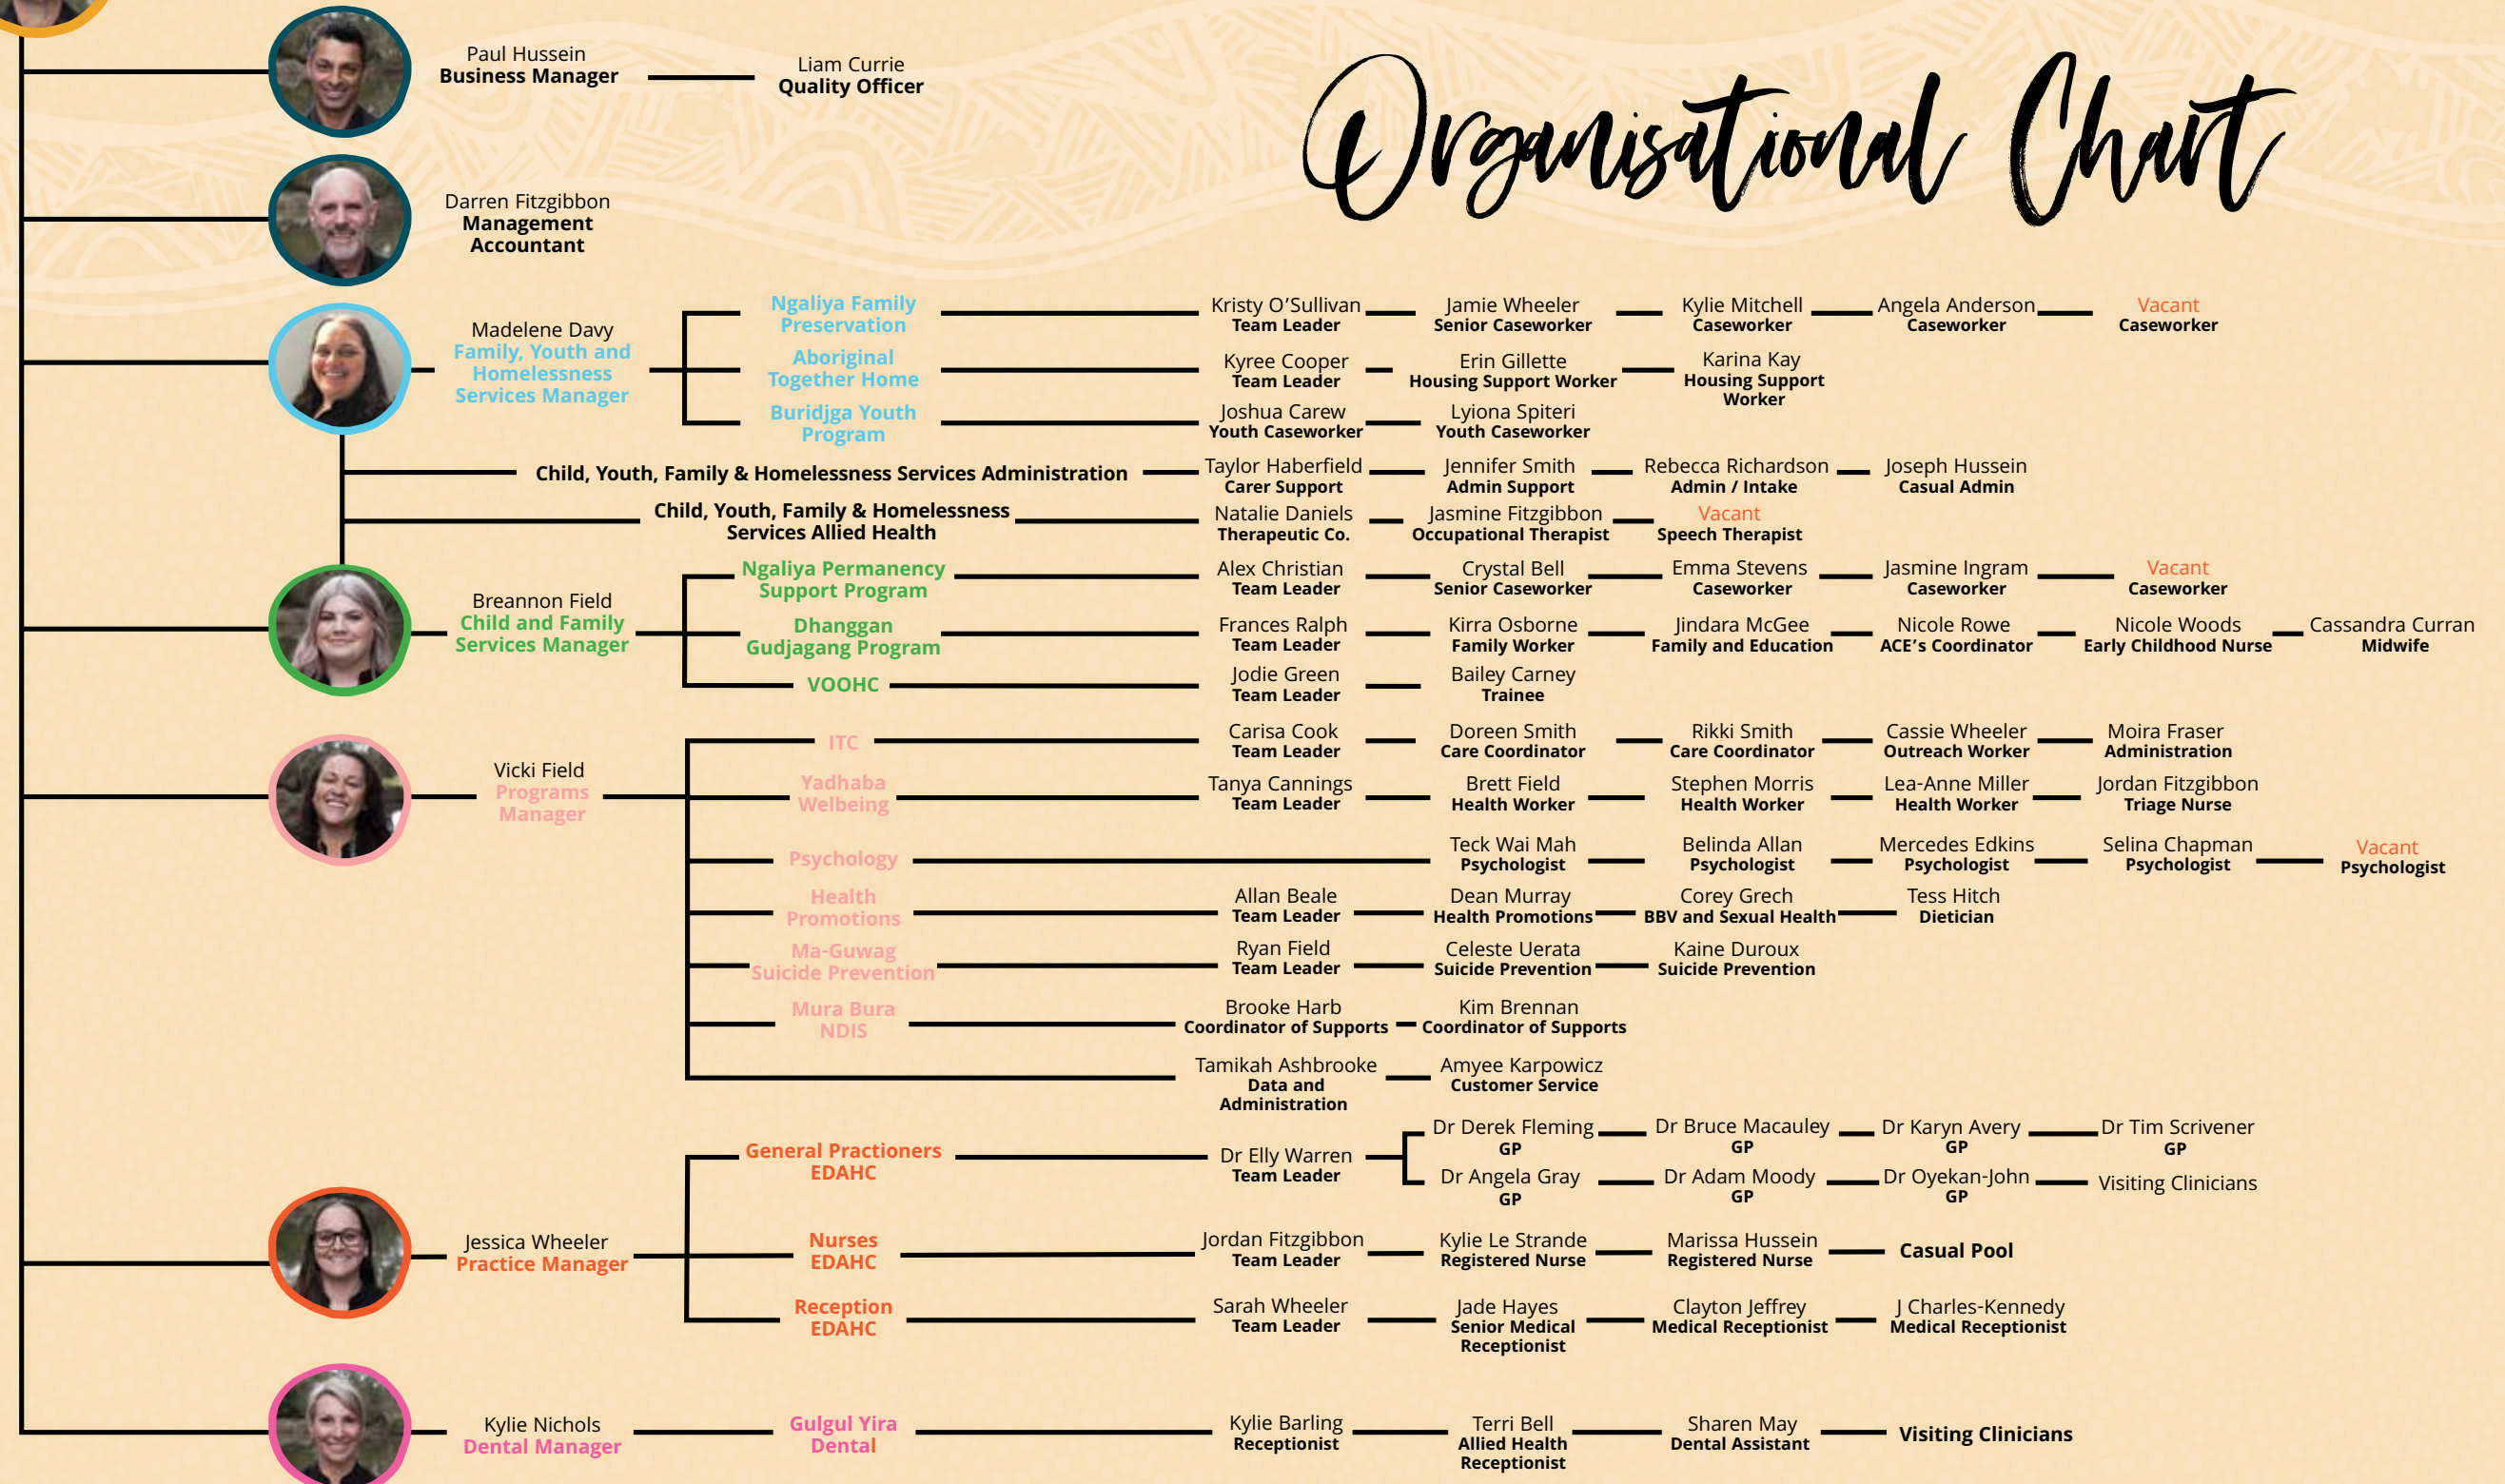 Organisational Chart
Paul Hussein
Business Manager
Liam Currie
Quality Officer
Darren Fitzgibbon
Management
Accountant
Madelene Davy
Family, Youth and
Homelessness
Services Manager
Ngaliya Family
Preservation
Kristy O’Sullivan
Team Leader
Jamie Wheeler
Senior Caseworker
Kylie Mitchell
Caseworker
Angela Anderson
Caseworker
Vacant
Caseworker
Aboriginal
Together Home
Kyree Cooper
Team Leader
Erin Gillette
Housing Support Worker
Karina Kay
Housing Support
Worker
Buridjga Youth
Program
Joshua Carew
Youth Caseworker
Lyiona Spiteri
Youth Caseworker
Child, Youth, Family & Homelessness Services Administration
Taylor Haberfield
Carer Support
Jennifer Smith
Admin Support
Rebecca Richardson
Admin / Intake
Joseph Hussein
Casual Admin
Child, Youth, Family & Homelessness
Services Allied Health
Natalie Daniels
Therapeutic Co.
Jasmine Fitzgibbon
Occupational Therapist
Vacant
Speech Therapist
Breannon Field
Child and Family
Services Manager
Ngaliya Permanency
Support Program
Alex Christian
Team Leader
Crystal Bell
Senior Caseworker
Emma Stevens
Caseworker
Jasmine Ingram
Caseworker
Vacant
Caseworker
Dhanggan
Gudjagang Program
Frances Ralph
Team Leader
Kirra Osborne
Family Worker
Jindara McGee
Family and Education
Nicole Rowe
ACE’s Coordinator
Nicole Woods
Early Childhood Nurse
Cassandra Curran
Midwife
VOOHC
Jodie Green
Team Leader
Bailey Carney
Trainee
Vicki Field
Programs
Manager
ITC
Carisa Cook
Team Leader
Doreen Smith
Care Coordinator
Rikki Smith
Care Coordinator
Cassie Wheeler
Outreach Worker
Moira Fraser
Administration
Yadhaba
Welbeing
Tanya Cannings
Team Leader
Brett Field
Health Worker
Stephen Morris
Health Worker
Lea-Anne Miller
Health Worker
Jordan Fitzgibbon
Triage Nurse
Psychology
Teck Wai Mah
Psychologist
Belinda Allan
Psychologist
Mercedes Edkins
Psychologist
Selina Chapman
Psychologist
Vacant
Psychologist
Health
Promotions
Allan Beale
Team Leader
Dean Murray
Health Promotions
Corey Grech
BBV and Sexual Health
Tess Hitch
Dietician
Ma-Guwag
Suicide Prevention
Ryan Field
Team Leader
Celeste Uerata
Suicide Prevention
Kaine Duroux
Suicide Prevention
Mura Bura
NDIS
Brooke Harb
Coordinator of Supports
Kim Brennan
Coordinator of Supports
Tamikah Ashbrooke
Data and
Administration
Amyee Karpowicz
Customer Service
Jessica Wheeler
Practice Manager
General Practioners
EDAHC
Dr Elly Warren
Team Leader
Dr Derek Fleming
GP
Dr Bruce Macauley
GP
Dr Karyn Avery
GP
Dr Tim Scrivener
GP
Dr Angela Gray
GP
Dr Adam Moody
GP
Dr Oyekan-John
GP
Visiting Clinicians
Nurses
EDAHC
Jordan Fitzgibbon
Team Leader
Kylie Le Strande
Registered Nurse
Marissa Hussein
Registered Nurse
Casual Pool
Reception
EDAHC
Sarah Wheeler
Team Leader
Jade Hayes
Senior Medical
Receptionist
Clayton Jeffrey
Medical Receptionist
J Charles-Kennedy
Medical Receptionist
Kylie Nichols
Dental Manager
Gulgul Yira
Dental
Kylie Barling
Receptionist
Terri Bell
Allied Health
Receptionist
Sharen May
Dental Assistant
Visiting Clinicians